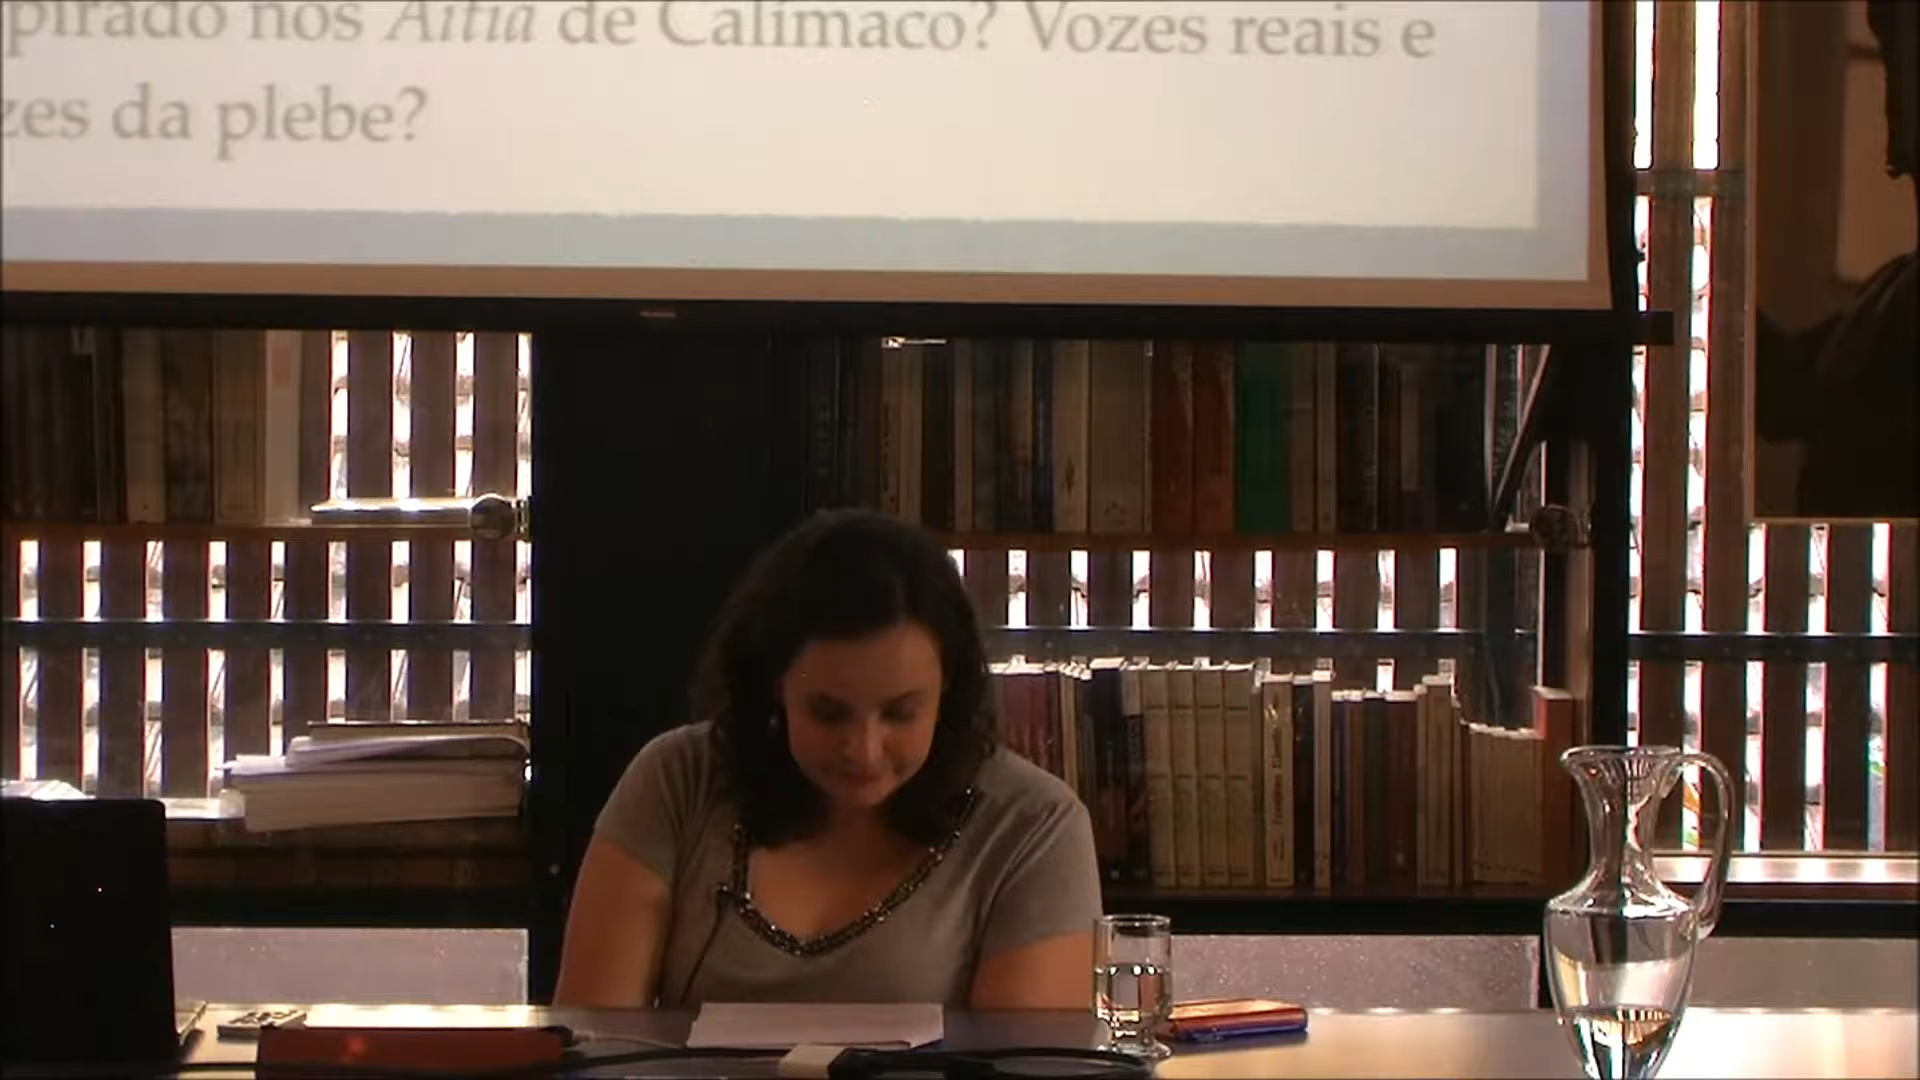 pirado nos Aitia de Calímaco? Vozes reais e
zes da plebe?